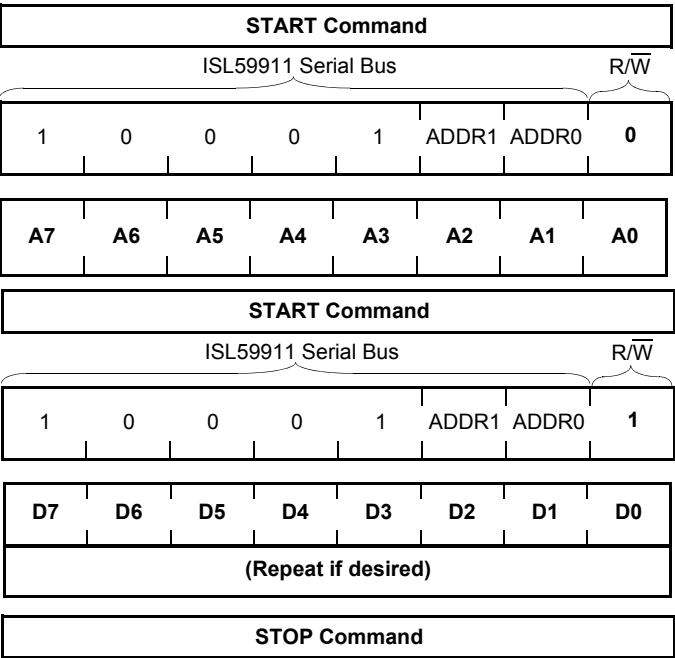 START Command
ISL59911 Serial Bus R/W̅
1 0 0 0 1 ADDR1 ADDR0 0
A7 A6 A5 A4 A3 A2 A1 A0
START Command
ISL59911 Serial Bus R/W̅
1 0 0 0 1 ADDR1 ADDR0 1
D7 D6 D5 D4 D3 D2 D1 D0
(Repeat if desired)
STOP Command